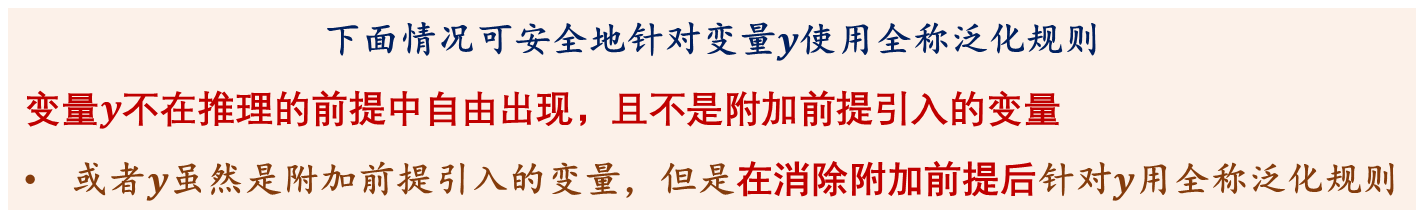 下面情况可安全地针对变量y使用全称泛化规则
变量y不在推理的前提中自由出现，且不是附加前提引入的变量
• 或者y虽然是附加前提引入的变量，但是在消除附加前提后针对y用全称泛化规则